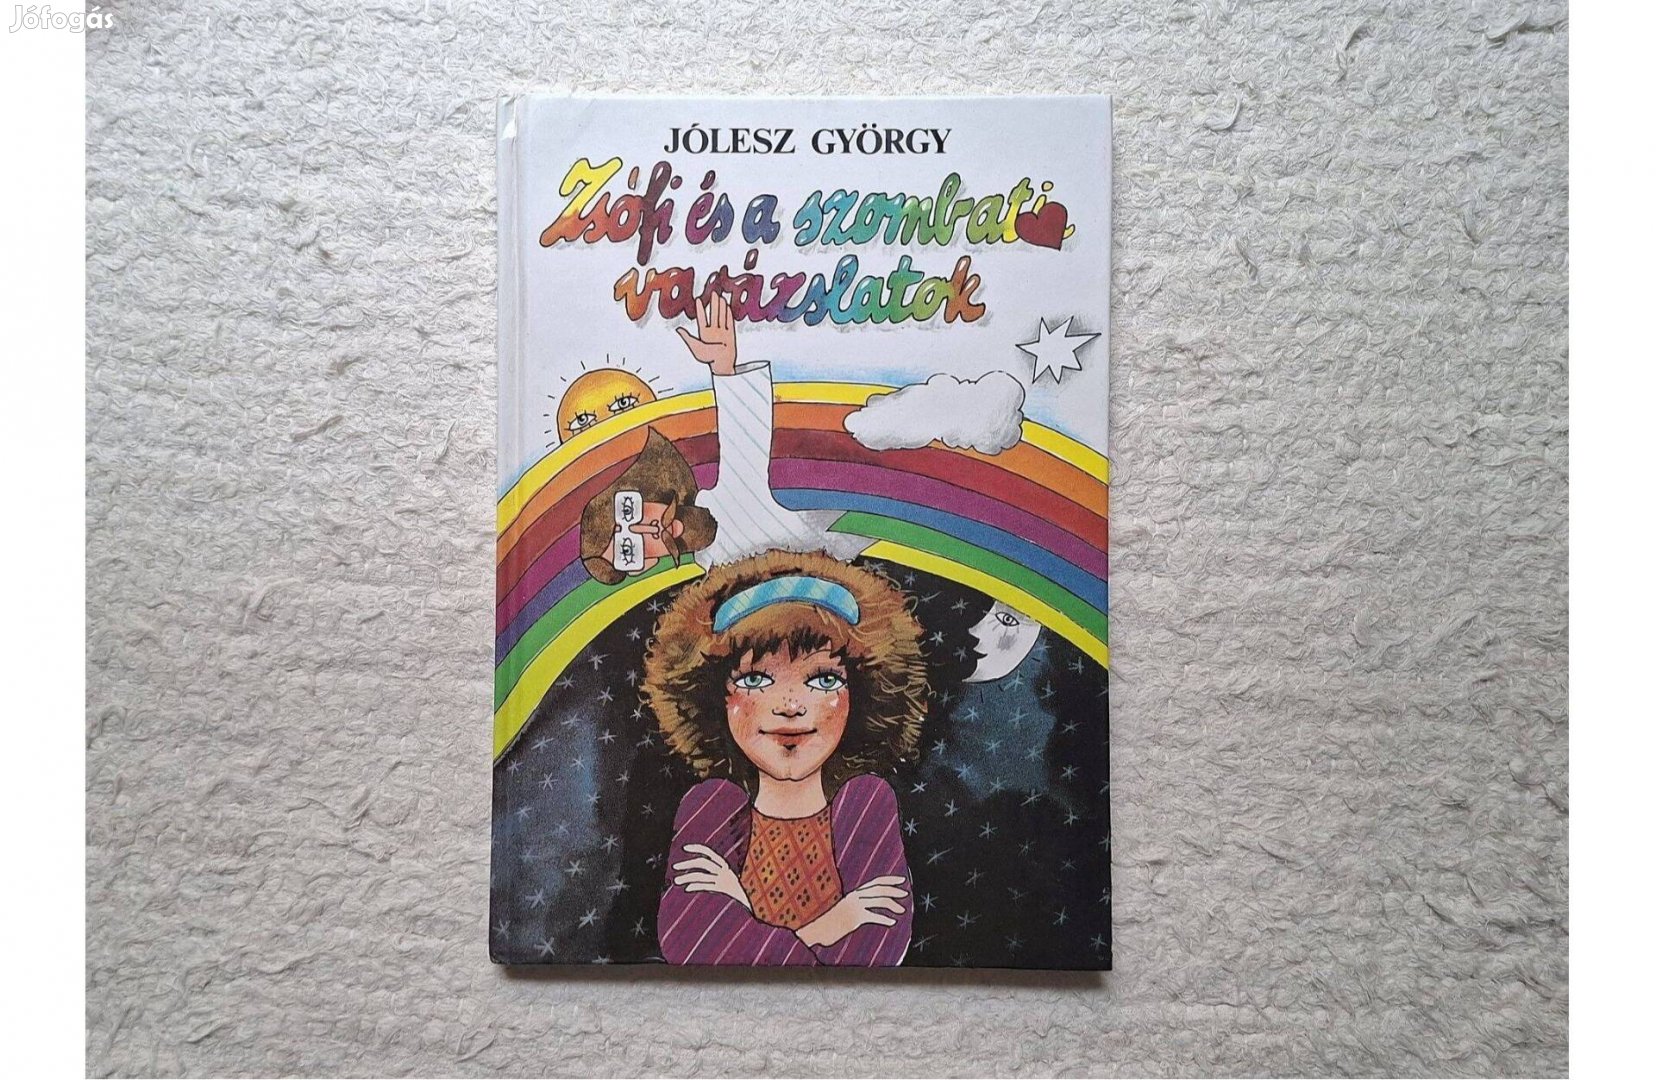 Jófogás
JÓLESZ GYÖRGY
Zsófi és a szombati
varázslatok